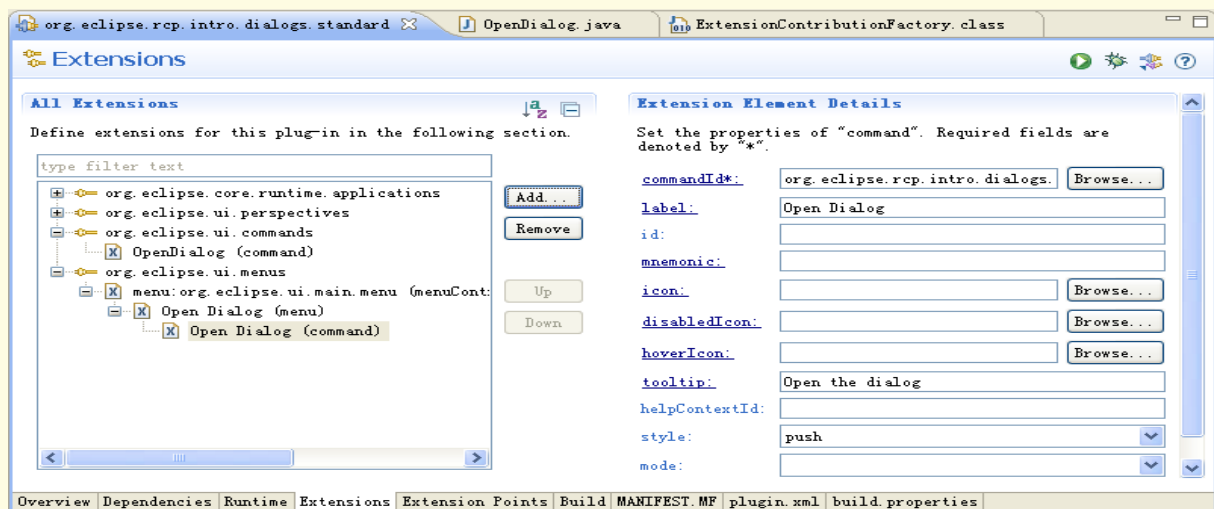 org.eclipse.rcp.intro.dialogs.standard
OpenDialog.java
ExtensionContributionFactory.class
Extensions
All Extensions
Define extensions for this plug-in in the following section.
type filter text
org.eclipse.core.runtime.applications
org.eclipse.ui.perspectives
org.eclipse.ui.commands
OpenDialog (command)
org.eclipse.ui.menus
menu:org.eclipse.ui.main.menu (menuCont:
Open Dialog (menu)
Open Dialog (command)
Add...
Remove
Up
Down
Extension Element Details
Set the properties of "command". Required fields are
denoted by "*".
commandId*: org.eclipse.rcp.intro.dialogs. Browse...
label: Open Dialog
id:
mnemonic:
icon: Browse...
disabledIcon: Browse...
hoverIcon: Browse...
tooltip: Open the dialog
helpContextId:
style: push
mode:
Overview Dependencies Runtime Extensions Extension Points Build MANIFEST.MF plugin.xml build.properties